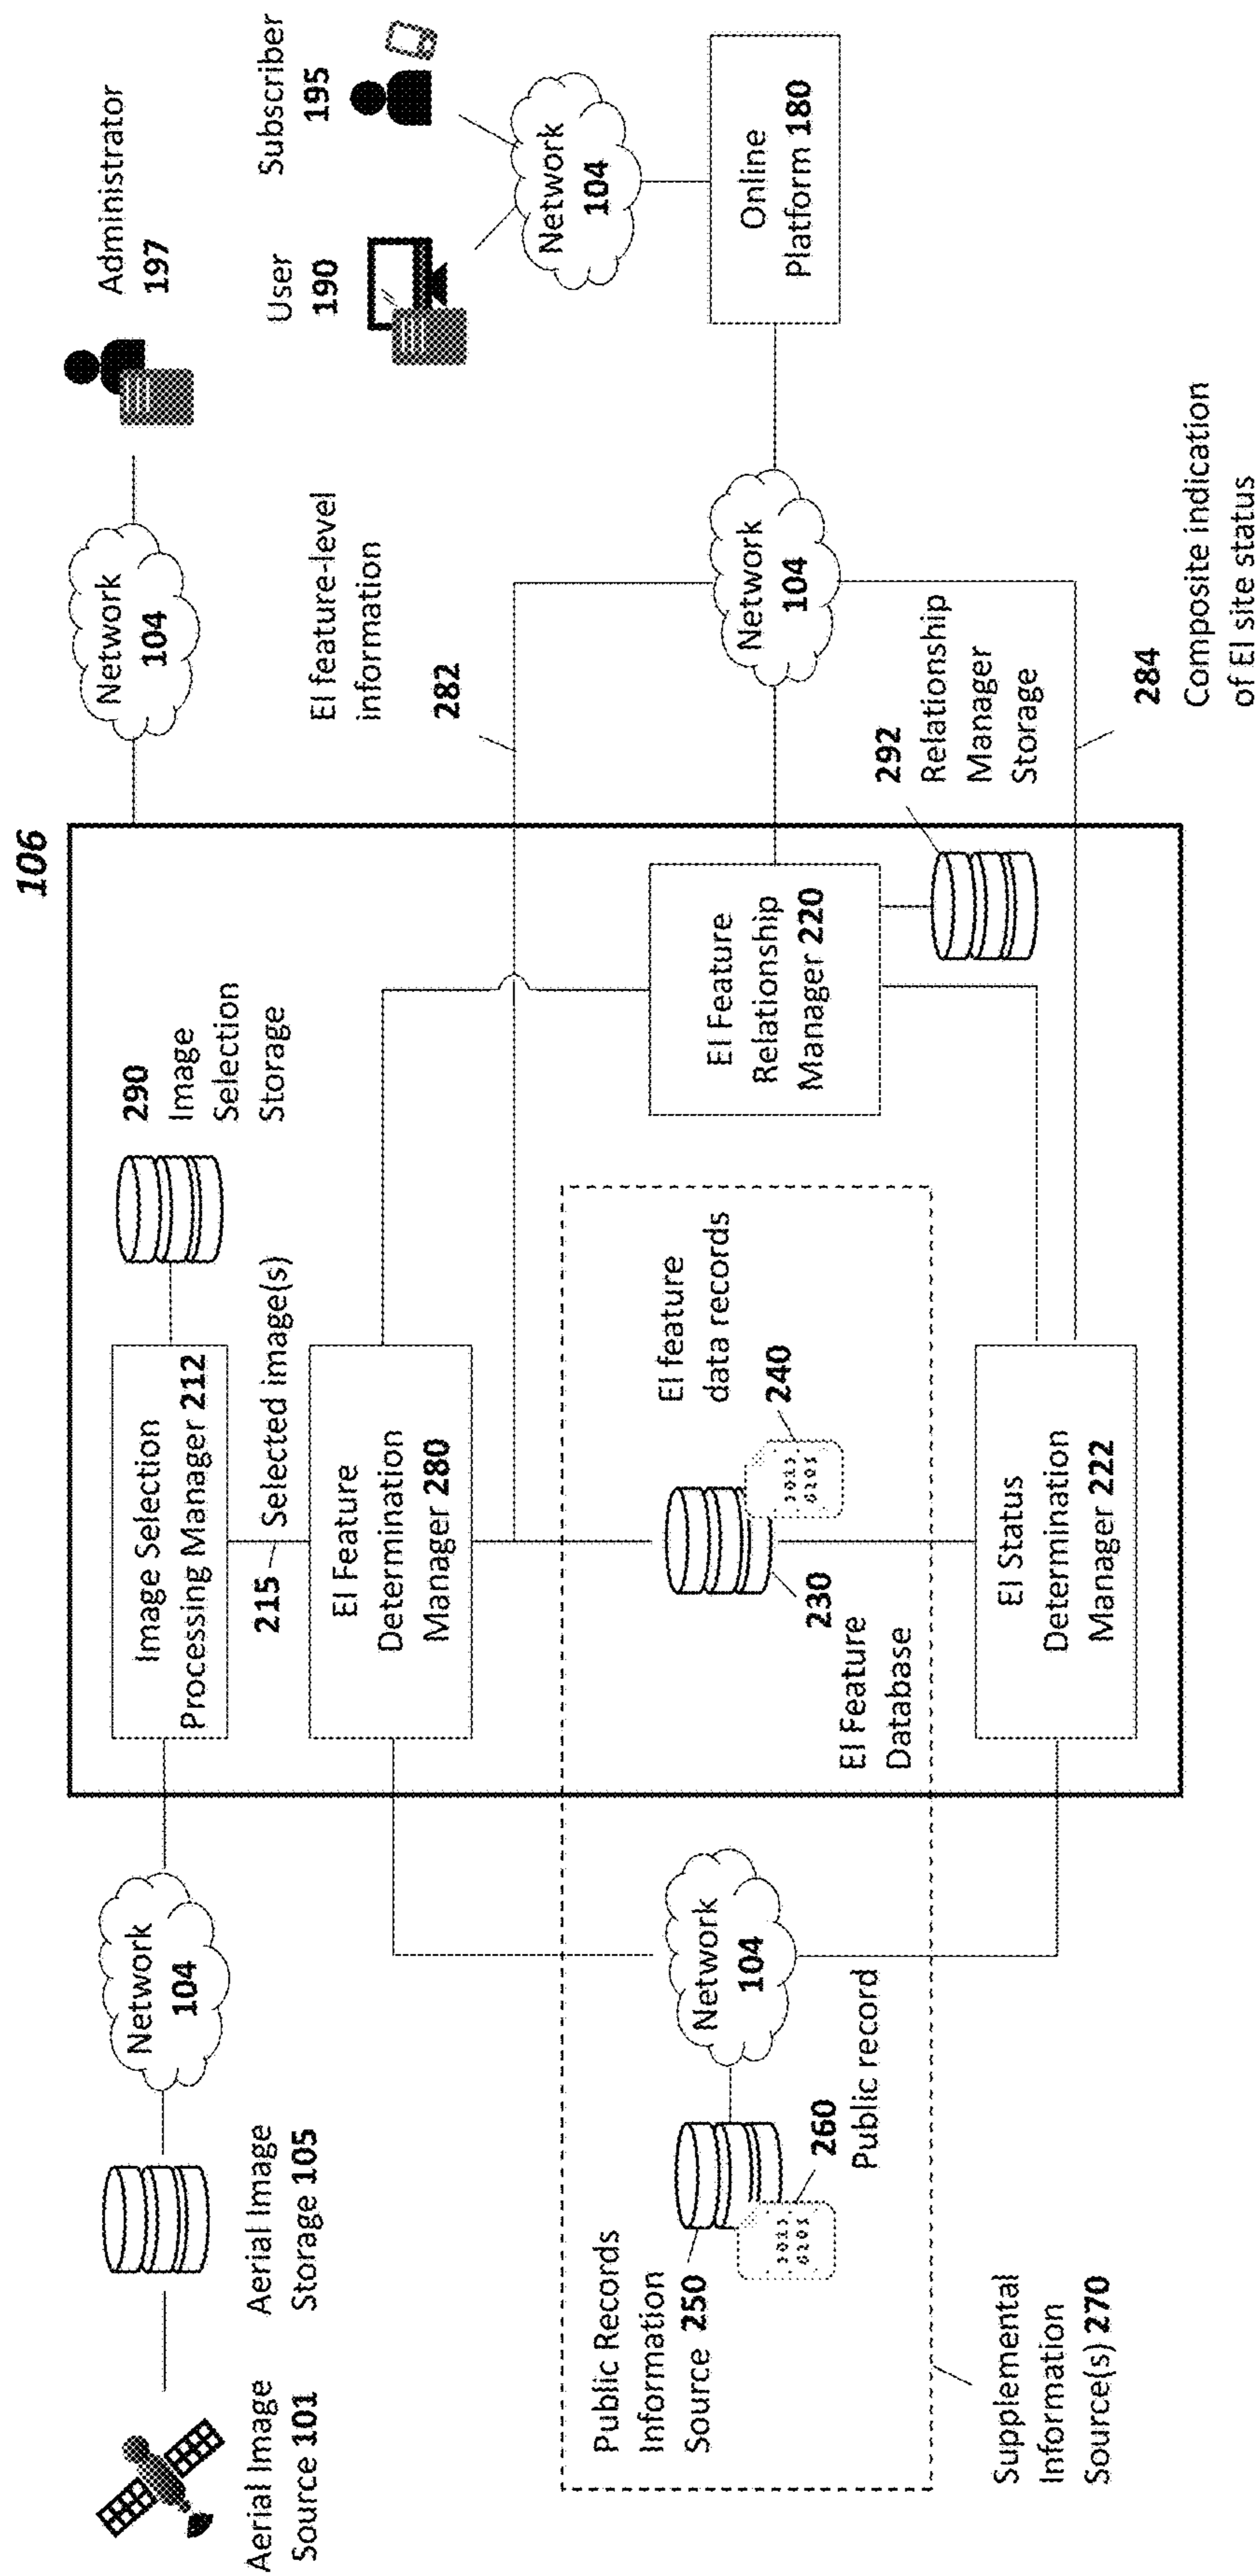 106
Aerial Image
Source 101
Aerial Image
Storage 105
Network
104
Image Selection
Processing Manager 212
290
Image
Selection
Storage
Network
104
Administrator
197
215
Selected image(s)
EI Feature
Determination
Manager 280
EI feature-level
information
282
User
190
Subscriber
195
Network
104
Public Records
Information
Source 250
260
Public record
Network
104
EI Feature
Database
230
EI feature
data records
240
EI Feature
Relationship
Manager 220
292
Relationship
Manager
Storage
Network
104
Online
Platform 180
Supplemental
Information
Source(s) 270
EI Status
Determination
Manager 222
284
Composite indication
of EI site status